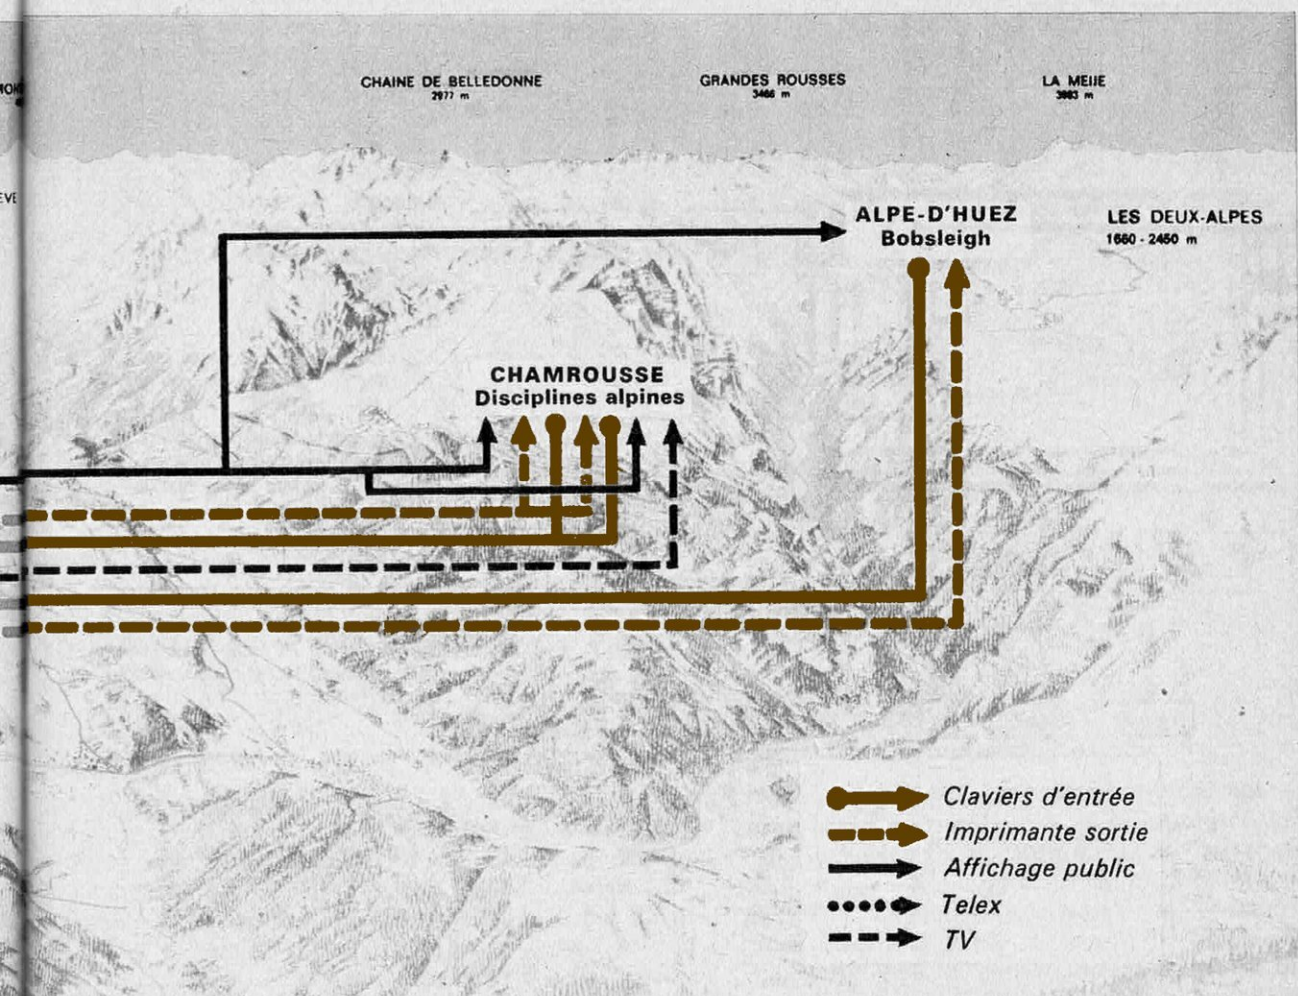 CHAINE DE BELLEDONNE
2977 m
GRANDES ROUSSES
3468 m
LA MEIJE
3983 m
ALPE-D'HUEZ
Bobsleigh
LES DEUX-ALPES
1660 - 2450 m
CHAMROUSSE
Disciplines alpines
Claviers d'entrée
Imprimante sortie
Affichage public
Telex
TV